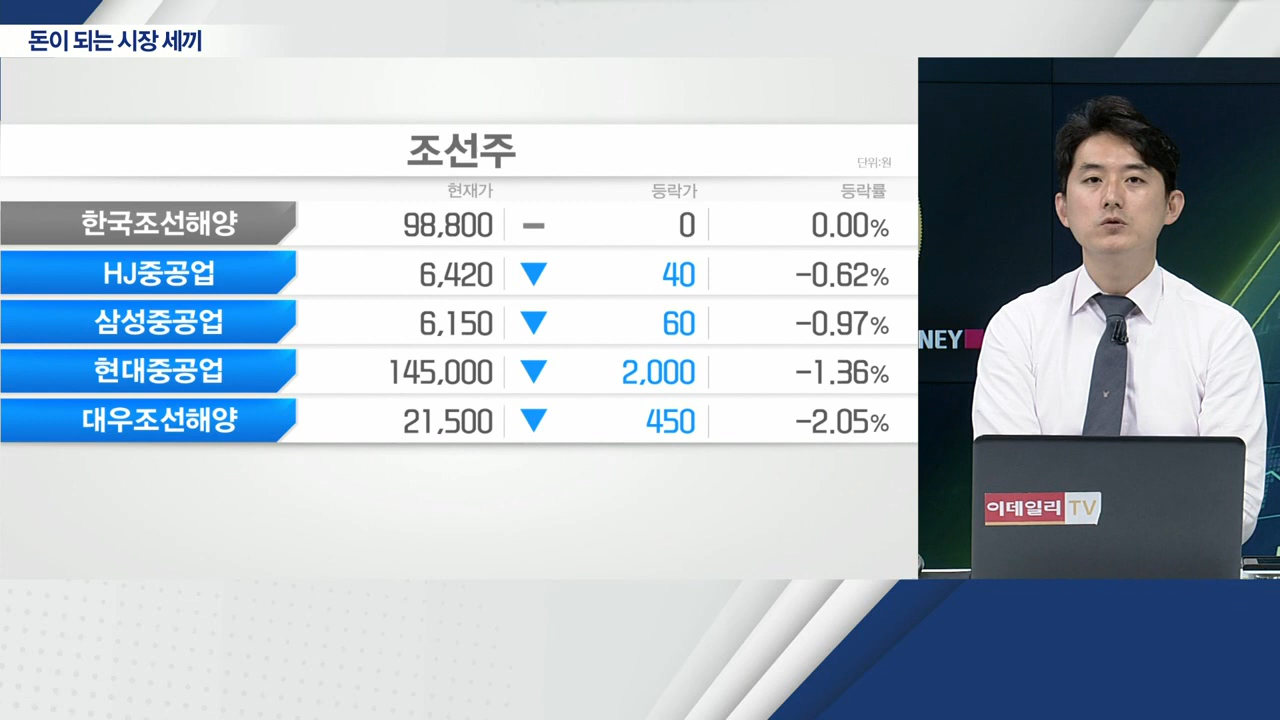 돈이 되는 시장 세끼
조선주
단위:원
현재가 등락가 등락률
한국조선해양 98,800 – 0 0.00%
HJ중공업 6,420 ▼ 40 -0.62%
삼성중공업 6,150 ▼ 60 -0.97%
현대중공업 145,000 ▼ 2,000 -1.36%
대우조선해양 21,500 ▼ 450 -2.05%
NEY
이데일리 TV